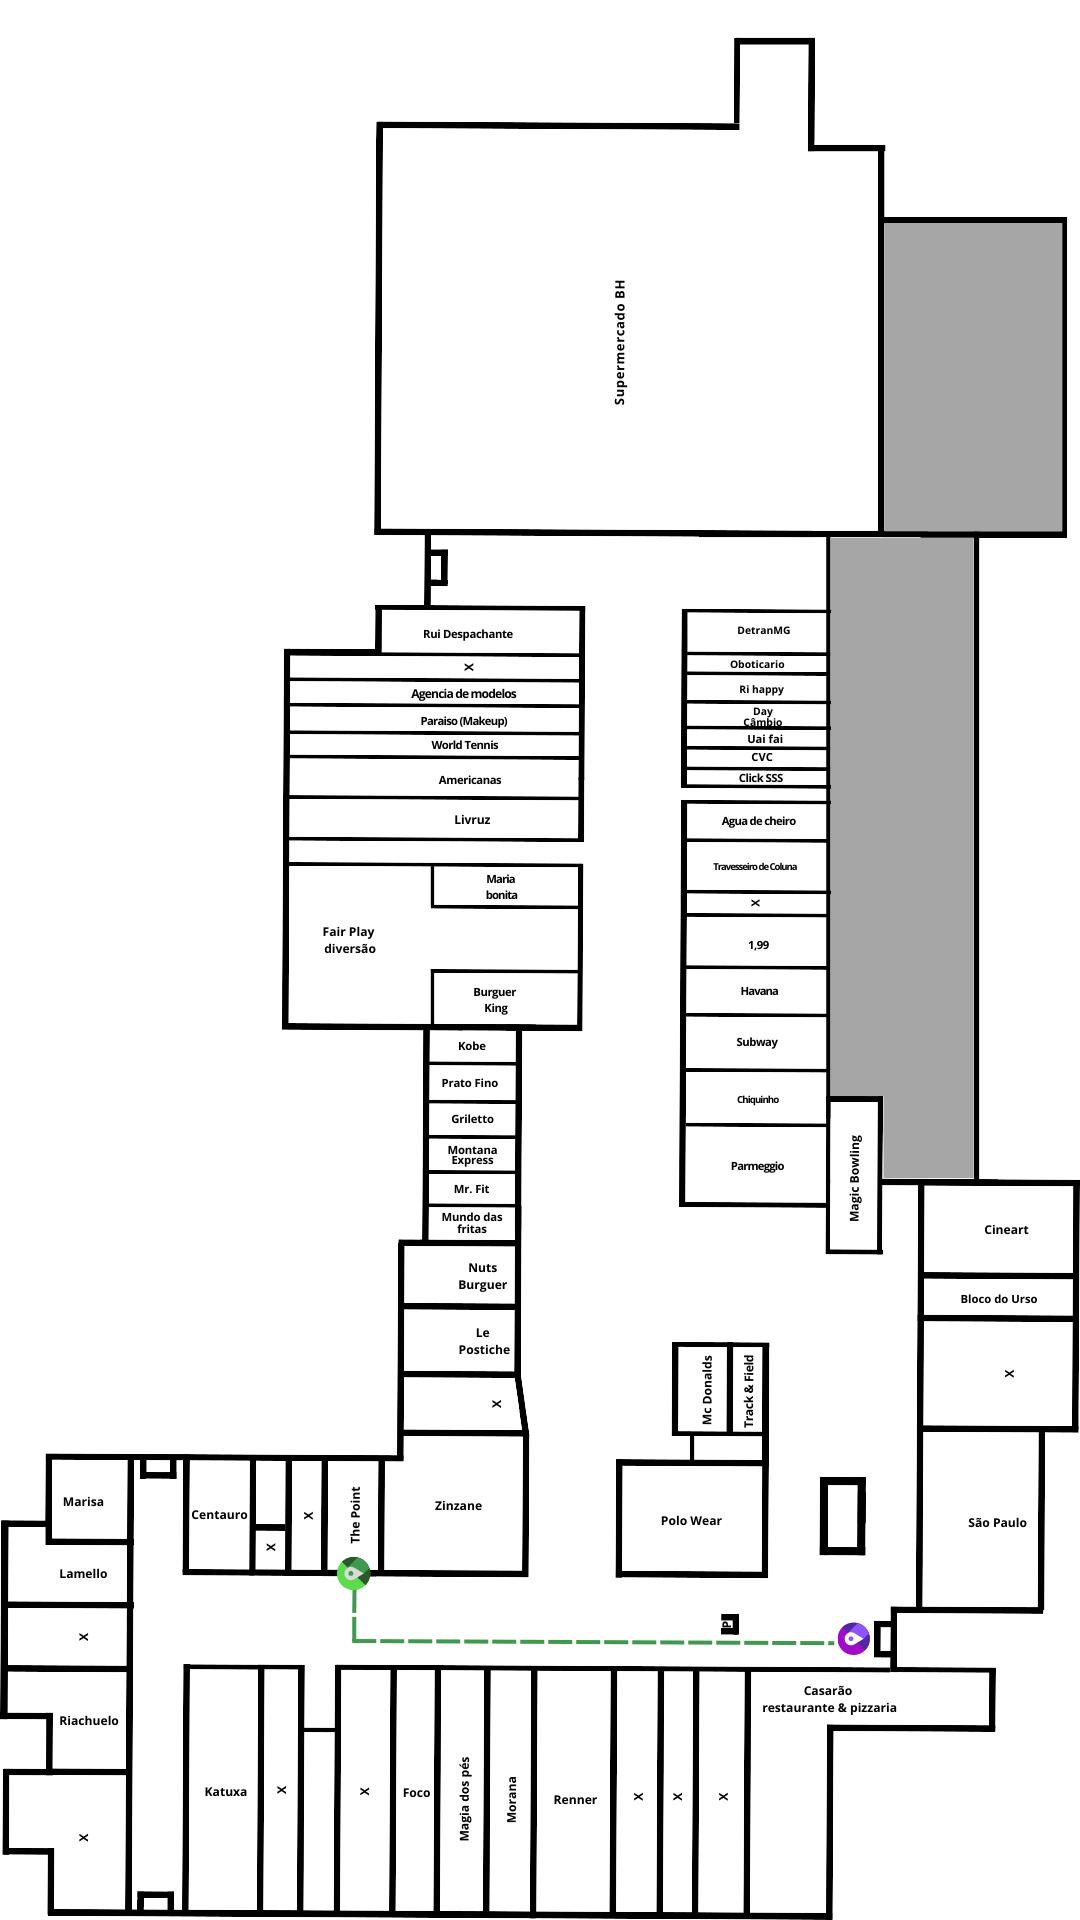 Supermercado BH
Rui Despachante
X
Agencia de modelos
Paraiso (Makeup)
World Tennis
Americanas
Livruz
Maria
bonita
Fair Play
diversão
Burguer
King
DetranMG
Oboticario
Ri happy
Day
Câmbio
Uai fai
CVC
Click SSS
Agua de cheiro
Travesseiro de Coluna
X
1,99
Havana
Subway
Chiquinho
Parmeggio
Magic Bowling
Kobe
Prato Fino
Griletto
Montana
Express
Mr. Fit
Mundo das
fritas
Nuts
Burguer
Le
Postiche
X
Zinzane
Cineart
Bloco do Urso
X
São Paulo
Mc Donalds
Track & Field
Polo Wear
Marisa
Lamello
X
Riachuelo
X
Centauro
X
X
The Point
P
Katuxa
X
X
Foco
Magia dos pés
Morana
Renner
X
X
X
Casarão
restaurante & pizzaria